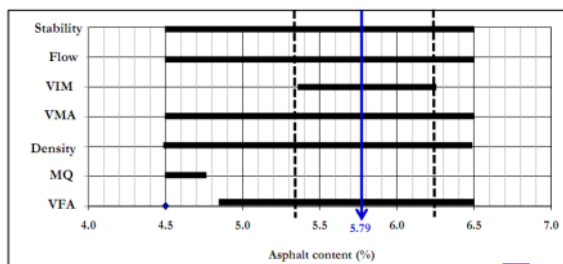 Stability
Flow
VIM
VMA
Density
MQ
VFA
4.0 4.5 5.0 5.5 6.0 6.5 7.0
5.79
Asphalt content (%)